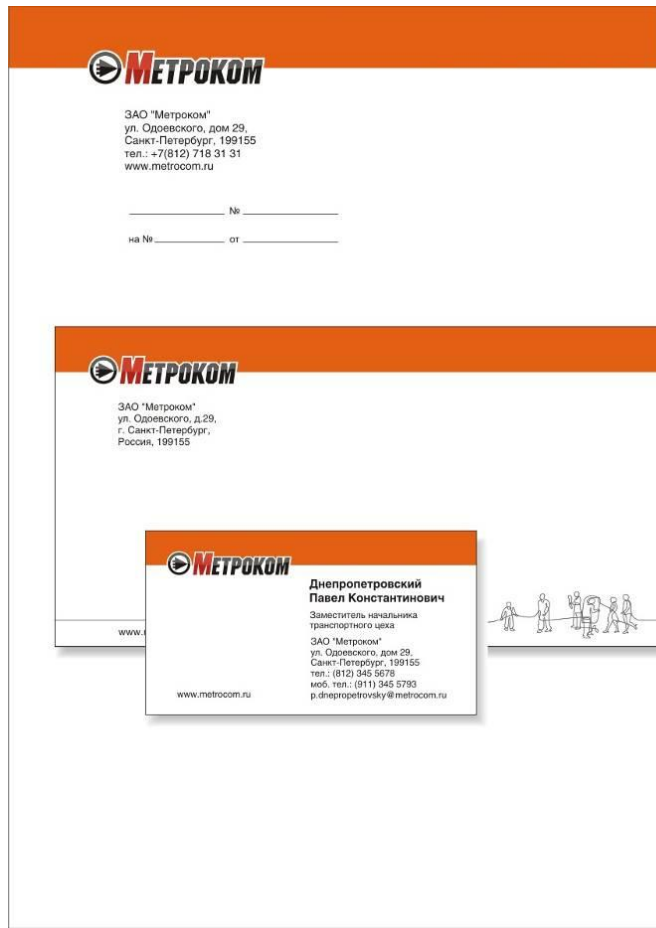 МЕТРОКОМ
ЗАО "Метроком"
ул. Одоевского, дом 29,
Санкт-Петербург, 199155
тел.: +7(812) 718 31 31
www.metrocom.ru
№
на № от
МЕТРОКОМ
ЗАО "Метроком"
ул. Одоевского, д.29,
г. Санкт-Петербург,
Россия, 199155
www.
МЕТРОКОМ
Днепропетровский
Павел Константинович
Заместитель начальника
транспортного цеха
ЗАО "Метроком"
ул. Одоевского, дом 29,
Санкт-Петербург, 199155
тел.: (812) 345 5678
моб. тел.: (911) 345 5793
p.dnepropetrovsky@metrocom.ru
www.metrocom.ru